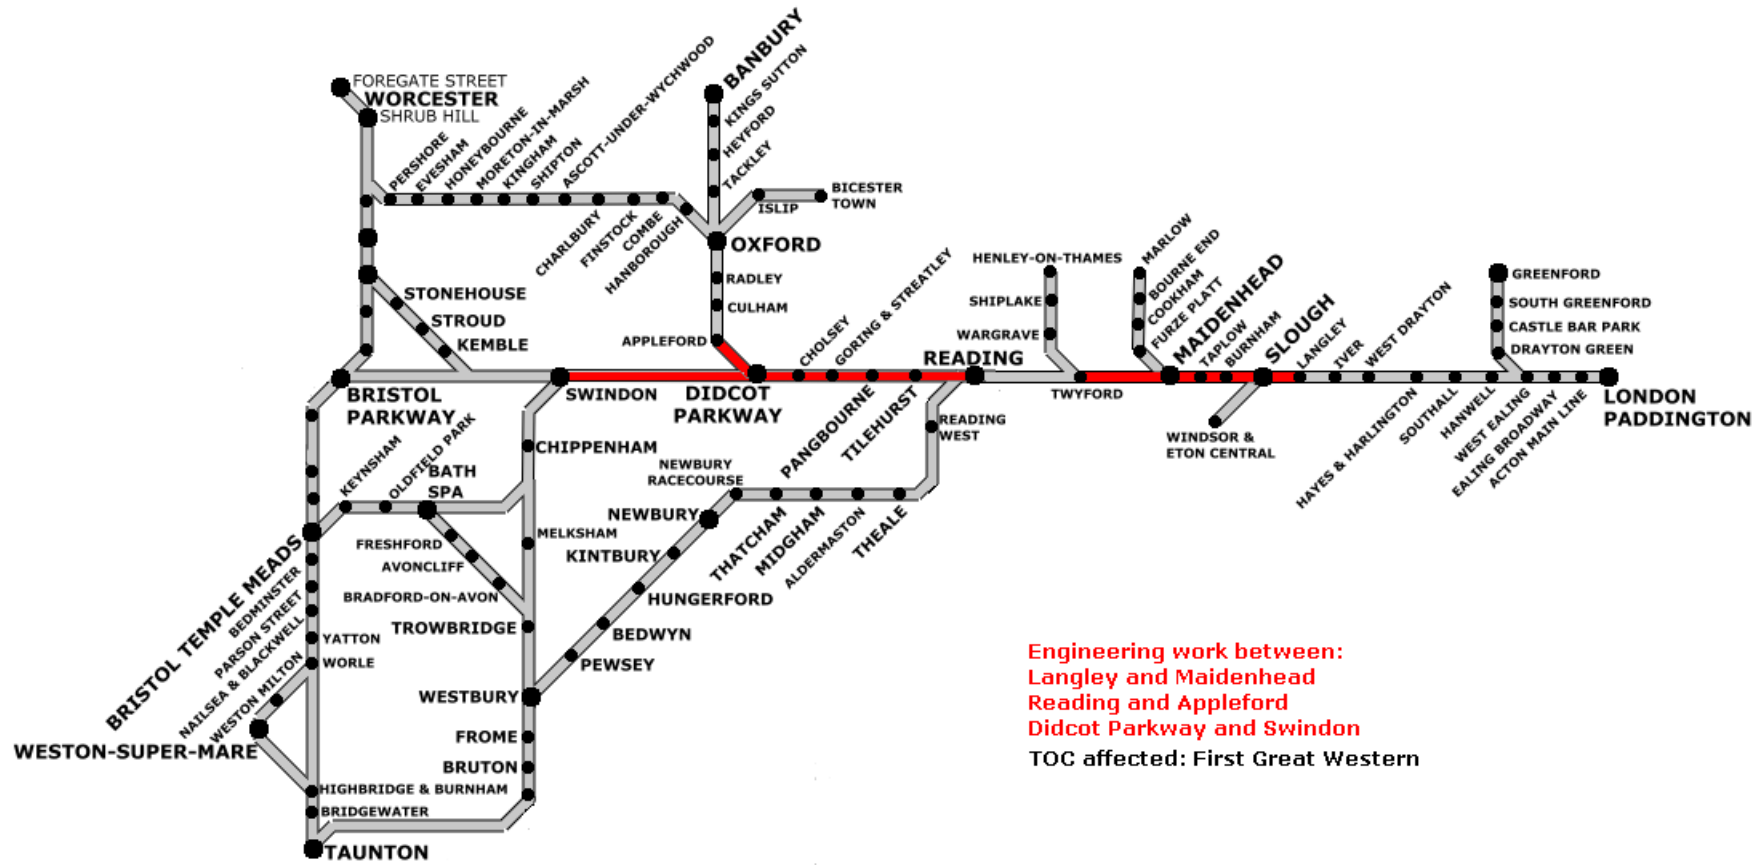 FOREGATE STREET
WORCESTER
SHRUB HILL
PERSHORE
EVESHAM
HONEYBOURNE
MORETON-IN-MARSH
KINGHAM
SHIPTON
ASCOTT-UNDER-WYCHWOOD
CHARLBURY
FINSTOCK
COMBE
HANBOROUGH
BANBURY
KINGS SUTTON
HEYFORD
TACKLEY
ISLIP
BICESTER
TOWN
OXFORD
RADLEY
CULHAM
APPLEFORD
STONEHOUSE
STROUD
KEMBLE
BRISTOL
PARKWAY
SWINDON
DIDCOT
PARKWAY
CHOLSEY
GORING & STREATLEY
PANGBOURNE
TILEHURST
READING
HENLEY-ON-THAMES
SHIPLAKE
WARGRAVE
TWYFORD
MARLOW
BOURNE END
COOKHAM
FURZE PLATT
MAIDENHEAD
TAPLOW
BURNHAM
SLOUGH
WINDSOR &
ETON CENTRAL
LANGLEY
IVER
WEST DRAYTON
HAYES & HARLINGTON
SOUTHALL
HANWELL
WEST EALING
EALING BROADWAY
ACTON MAIN LINE
GREENFORD
SOUTH GREENFORD
CASTLE BAR PARK
DRAYTON GREEN
LONDON
PADDINGTON
READING
WEST
THEALE
ALDERMASTON
MIDGHAM
THATCHAM
NEWBURY
RACECOURSE
NEWBURY
KINTBURY
HUNGERFORD
BEDWYN
PEWSEY
CHIPPENHAM
MELKSHAM
KEYNSHAM
OLDFIELD PARK
BATH
SPA
FRESHFORD
AVONCLIFF
BRADFORD-ON-AVON
TROWBRIDGE
WESTBURY
FROME
BRUTON
BRISTOL TEMPLE MEADS
BEDMINSTER
PARSON STREET
NAILSEA & BLACKWELL
YATTON
WORLE
WESTON MILTON
WESTON-SUPER-MARE
HIGHBRIDGE & BURNHAM
BRIDGEWATER
TAUNTON
Engineering work between:
Langley and Maidenhead
Reading and Appleford
Didcot Parkway and Swindon
TOC affected: First Great Western